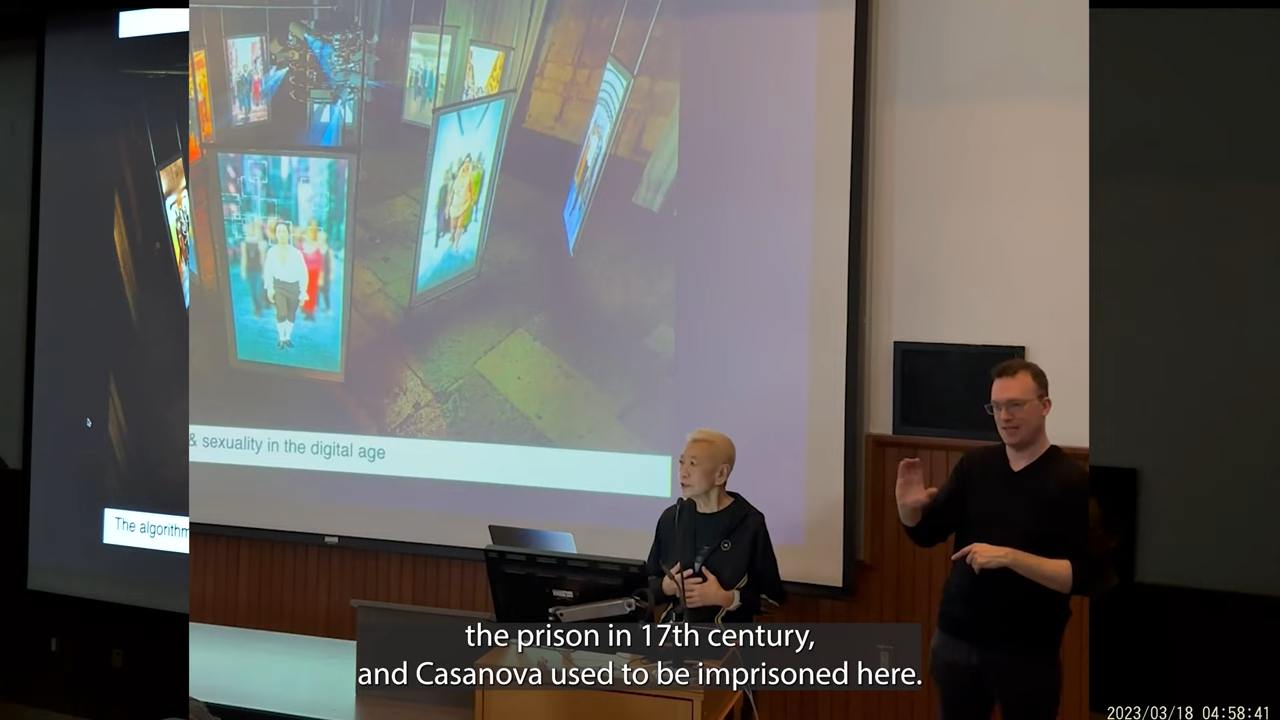 & sexuality in the digital age
The algorithm
the prison in 17th century,
and Casanova used to be imprisoned here.
2023/03/18 04:58:41